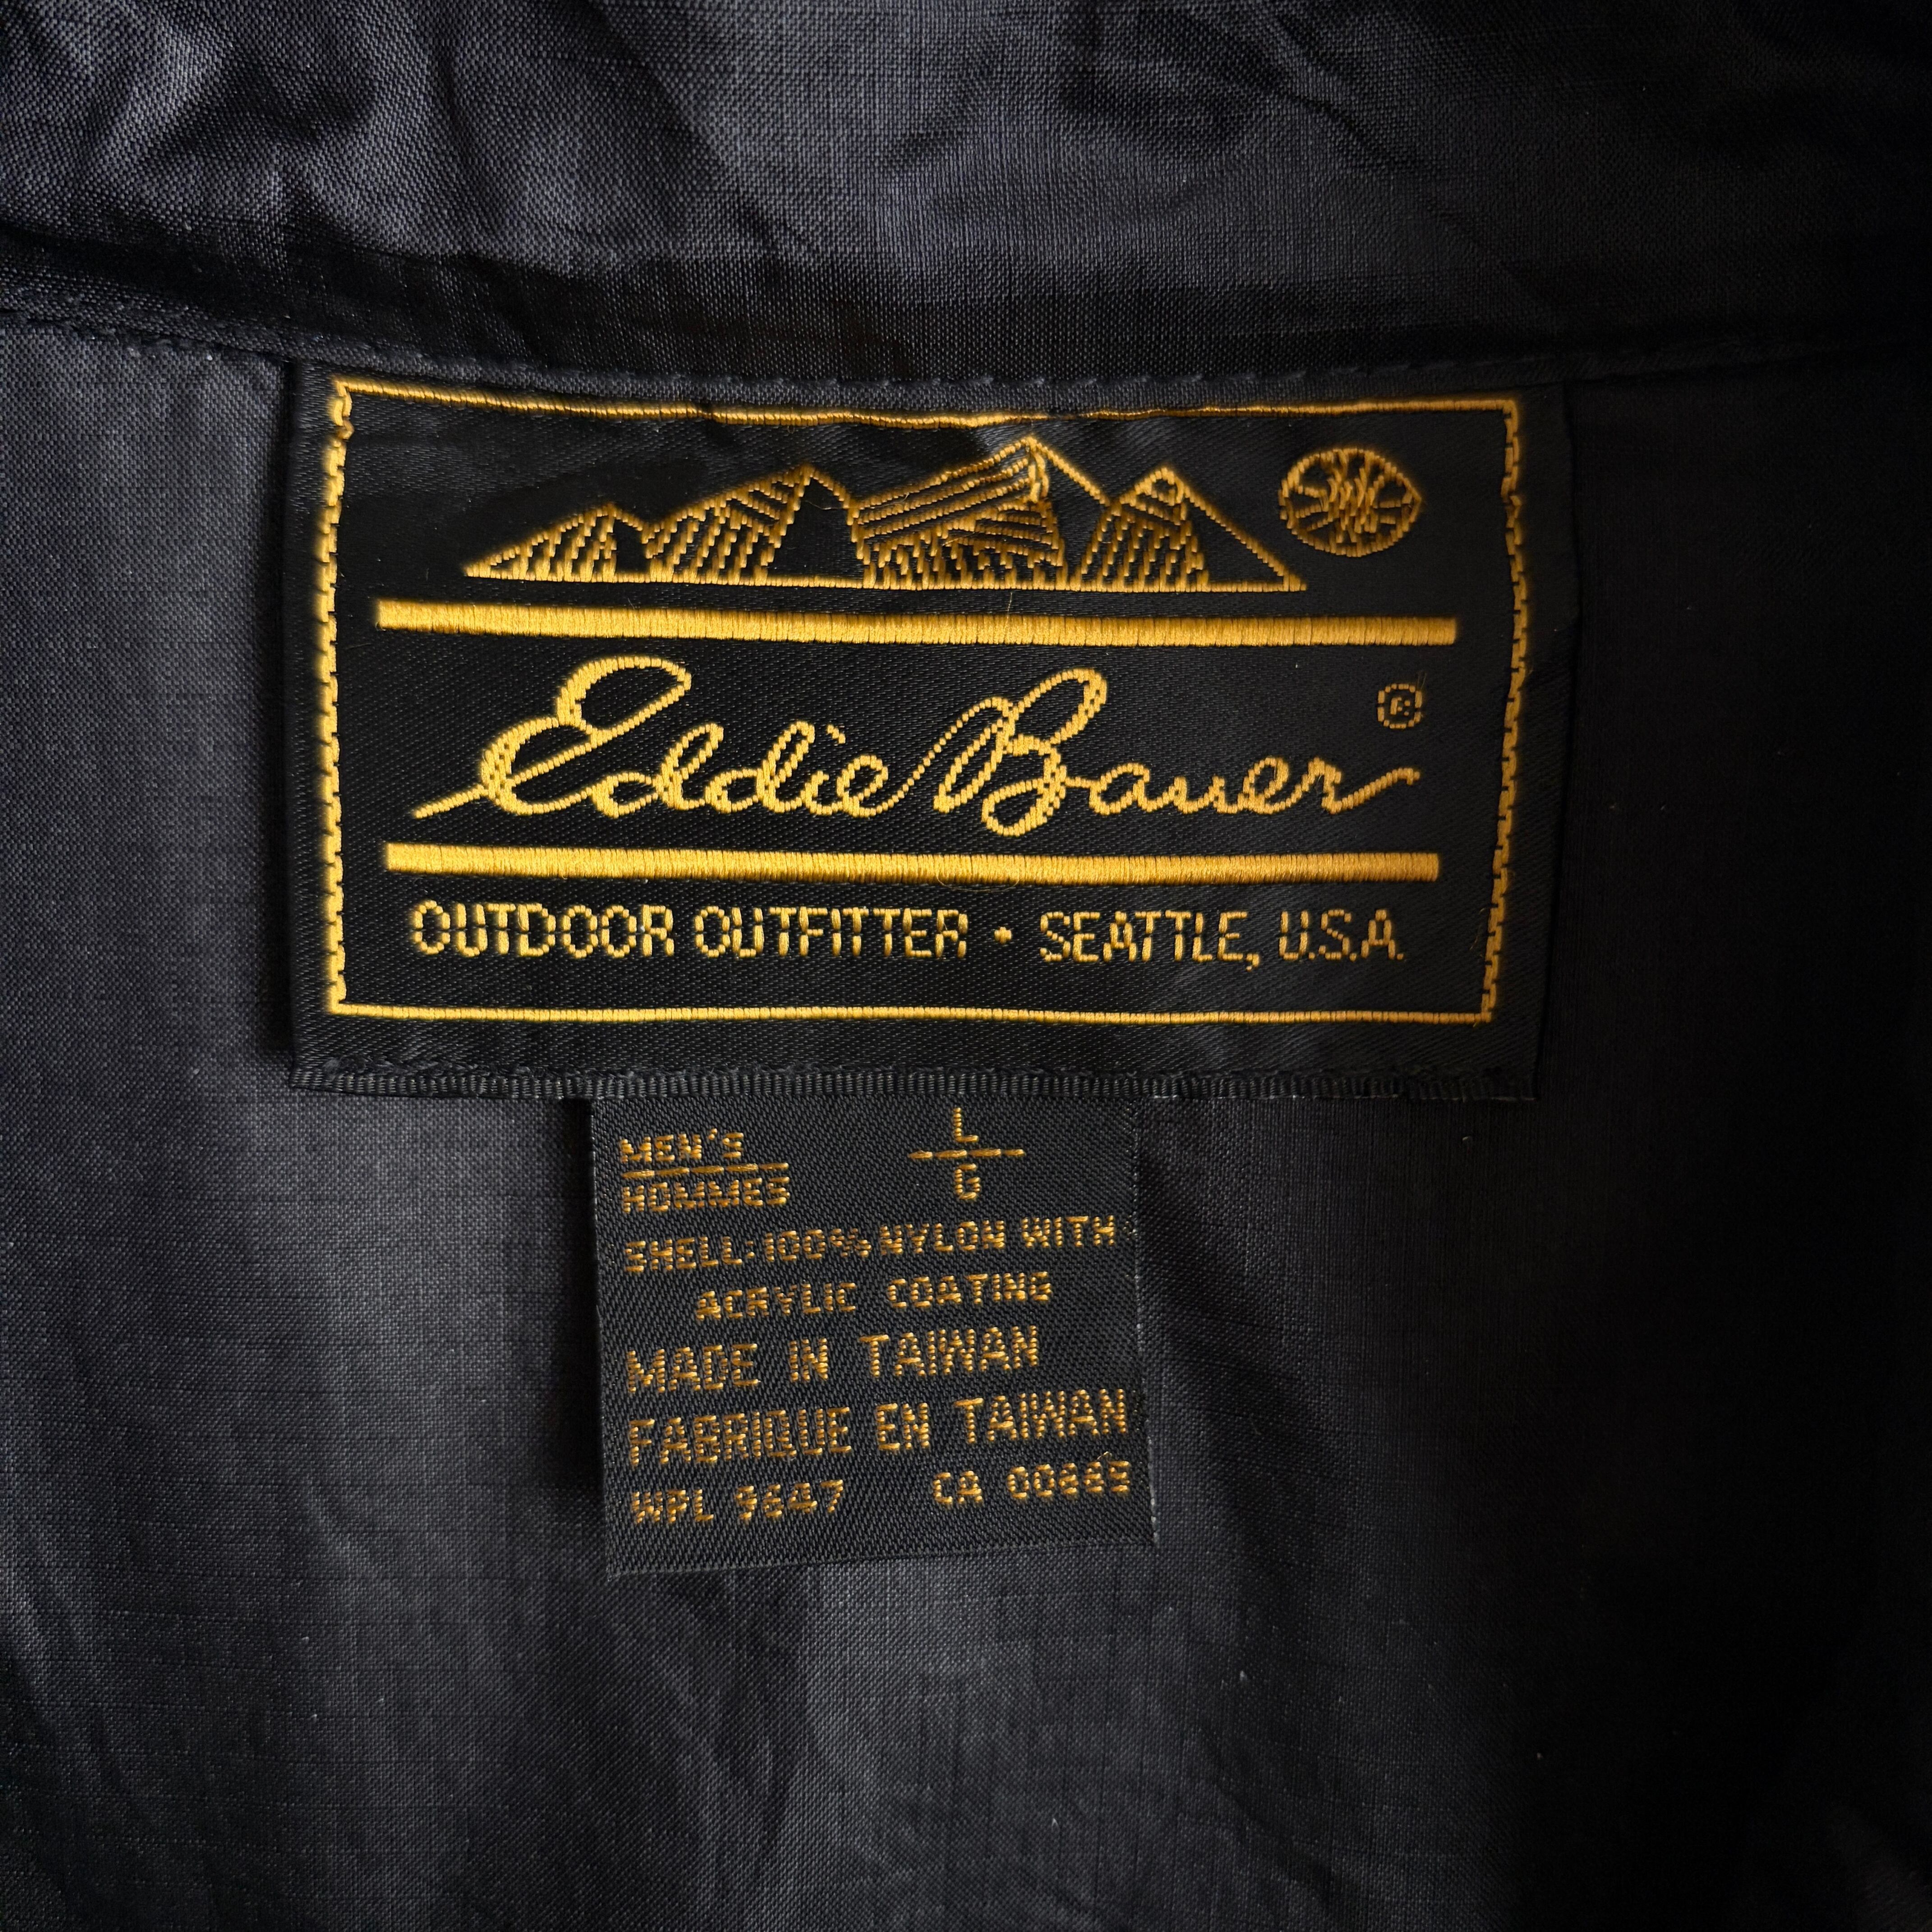 Eddie Bauer ®
OUTDOOR OUTFITTER • SEATTLE, U.S.A.
MEN'S L
HOMMES G
SHELL: 100% NYLON WITH
ACRYLIC COATING
MADE IN TAIWAN
FABRIQUE EN TAIWAN
WPL 9647 CA